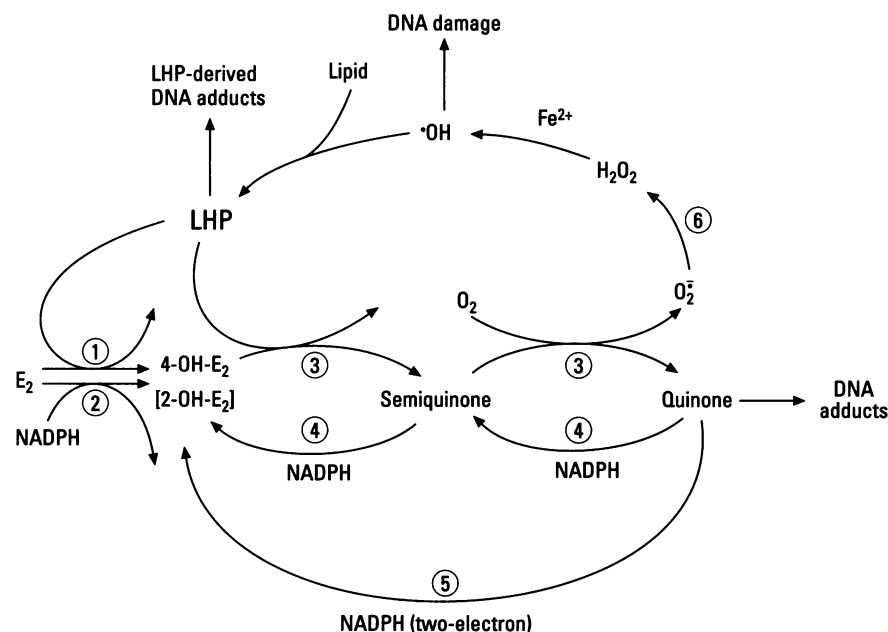 DNA damage
LHP-derived
DNA adducts
Lipid
•OH
Fe²⁺
H₂O₂
LHP
⑥
O₂
O₂•̄
①
E₂
4-OH-E₂
③
③
②
[2-OH-E₂]
Semiquinone
Quinone
DNA
adducts
NADPH
④
④
NADPH
NADPH
⑤
NADPH (two-electron)